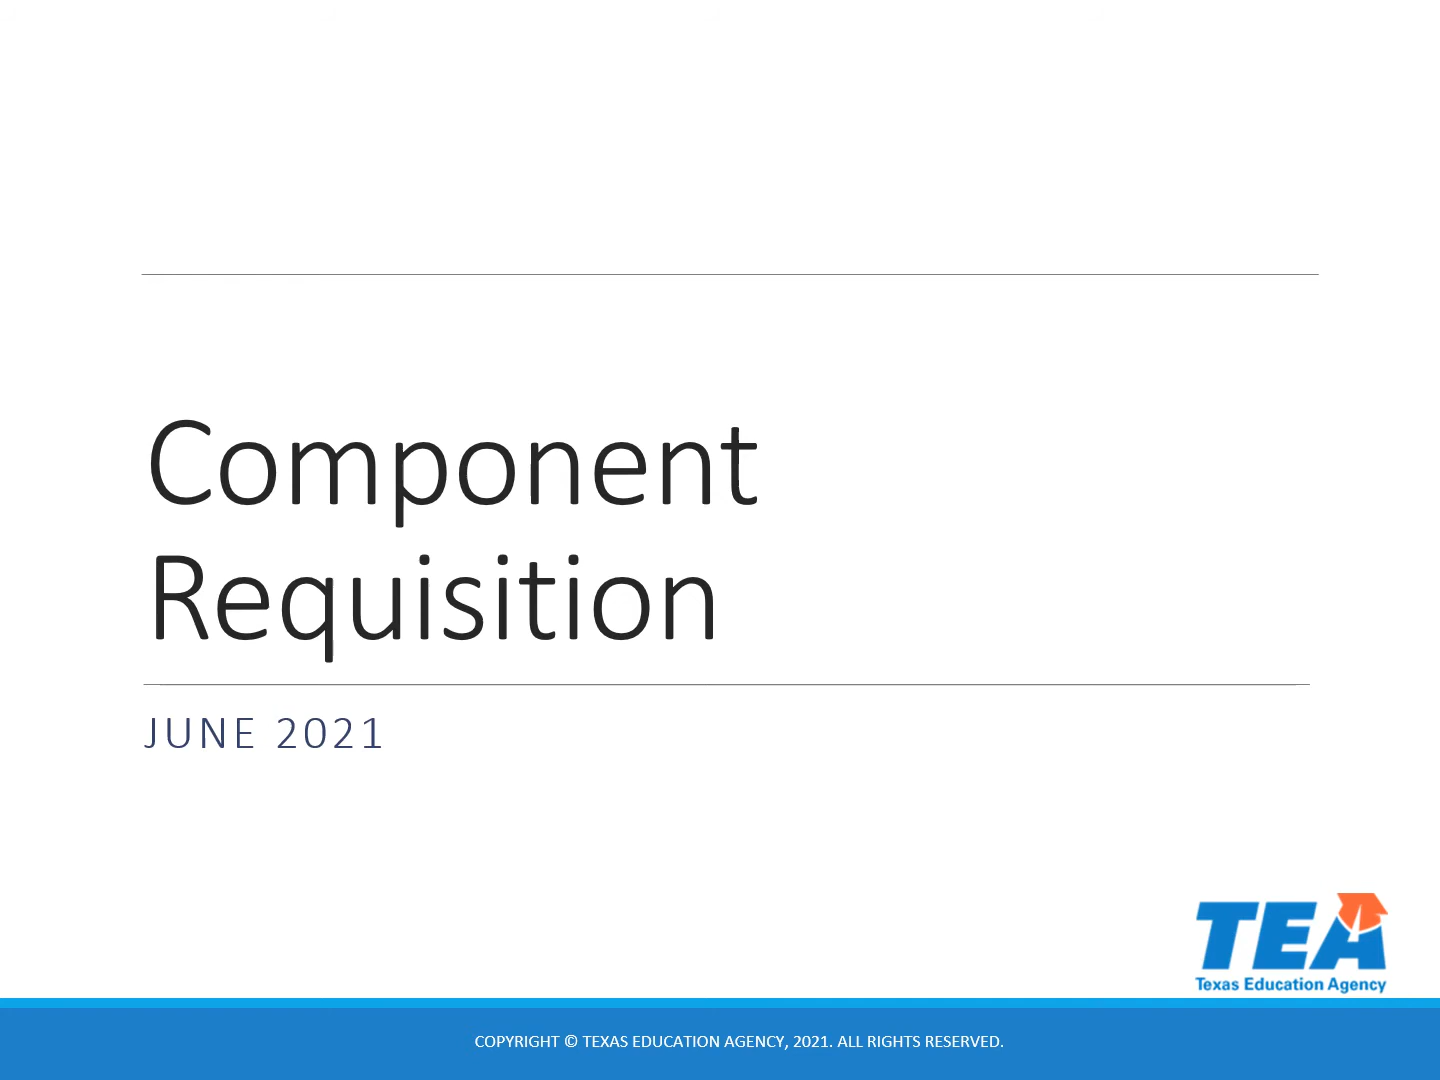 Component
Requisition
JUNE 2021
TEA
Texas Education Agency
COPYRIGHT © TEXAS EDUCATION AGENCY, 2021. ALL RIGHTS RESERVED.